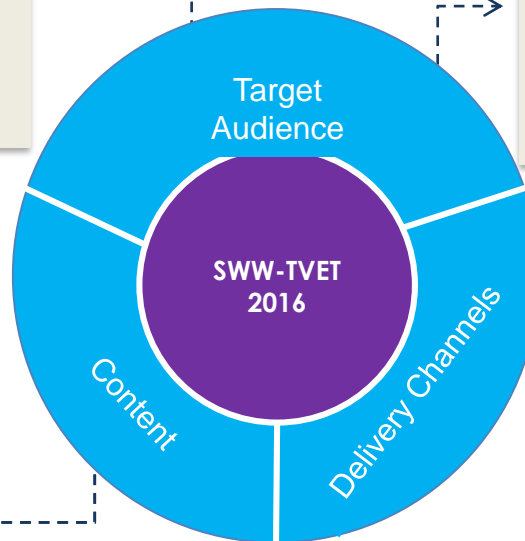 Target
Audience
SWW-TVET
2016
Content
Delivery Channels